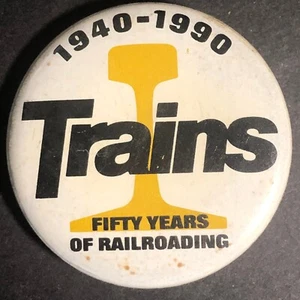 1940-1990
Trains
FIFTY YEARS
OF RAILROADING